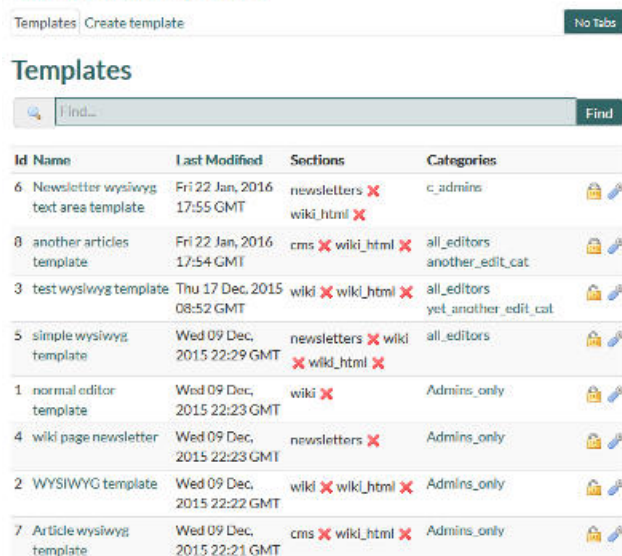 Templates Create template No Tabs
Templates
Find... Find
Id Name Last Modified Sections Categories
6 Newsletter wysiwyg Fri 22 Jan, 2016 newsletters c_admins
text area template 17:55 GMT wiki_html
8 another articles Fri 22 Jan, 2016 cms wiki_html all_editors
template 17:54 GMT another_edit_cat
3 test wysiwyg template Thu 17 Dec, 2015 wiki wiki_html all_editors
08:52 GMT yet_another_edit_cat
5 simple wysiwyg Wed 09 Dec, newsletters wiki all_editors
template 2015 22:29 GMT wiki_html
1 normal editor Wed 09 Dec, wiki Admins_only
template 2015 22:23 GMT
4 wiki page newsletter Wed 09 Dec, newsletters Admins_only
2015 22:23 GMT
2 WYSIWYG template Wed 09 Dec, wiki wiki_html Admins_only
2015 22:22 GMT
7 Article wysiwyg Wed 09 Dec, cms wiki_html Admins_only
template 2015 22:21 GMT